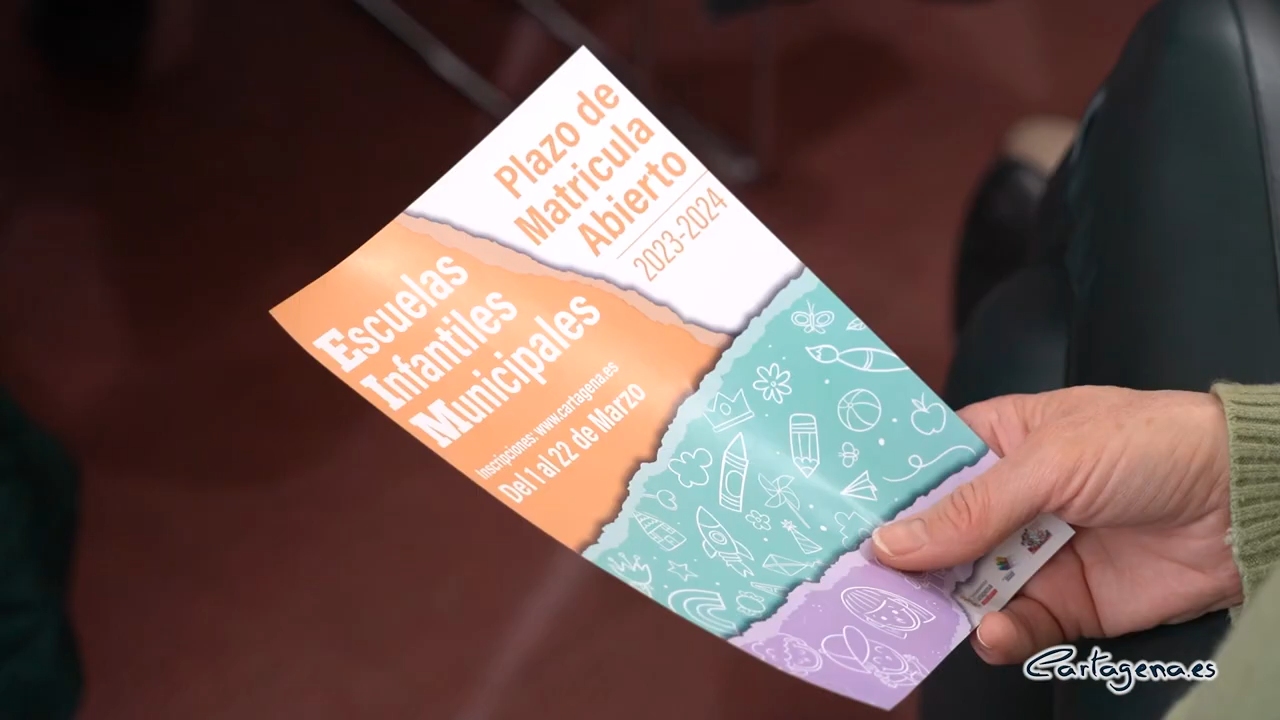 Plazo de
Matricula
Abierto
2023-2024
Escuelas
Infantiles
Municipales
Inscripciones: www.cartagena.es
Del 1 al 22 de Marzo
Cartagena.es